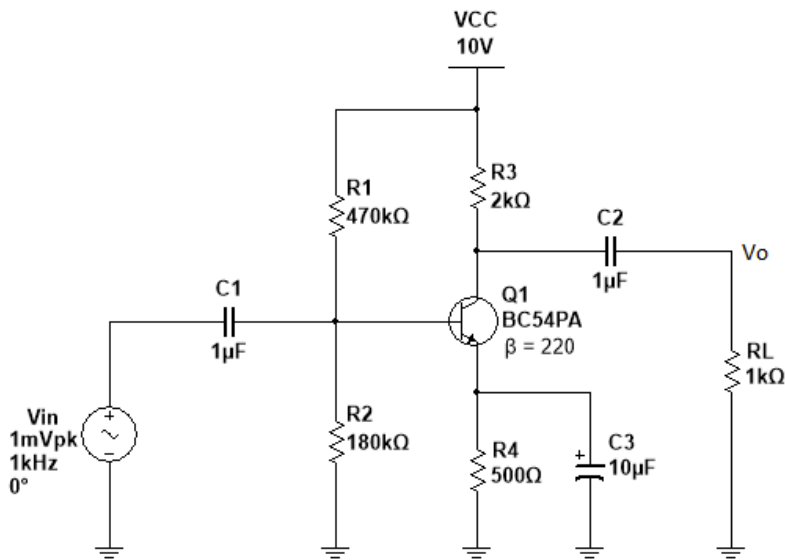 VCC
10V
R1
470kΩ
R3
2kΩ
C2
1µF
Vo
C1
1µF
Q1
BC54PA
β = 220
RL
1kΩ
Vin
1mVpk
1kHz
0°
+
−
R2
180kΩ
R4
500Ω
+
C3
10µF